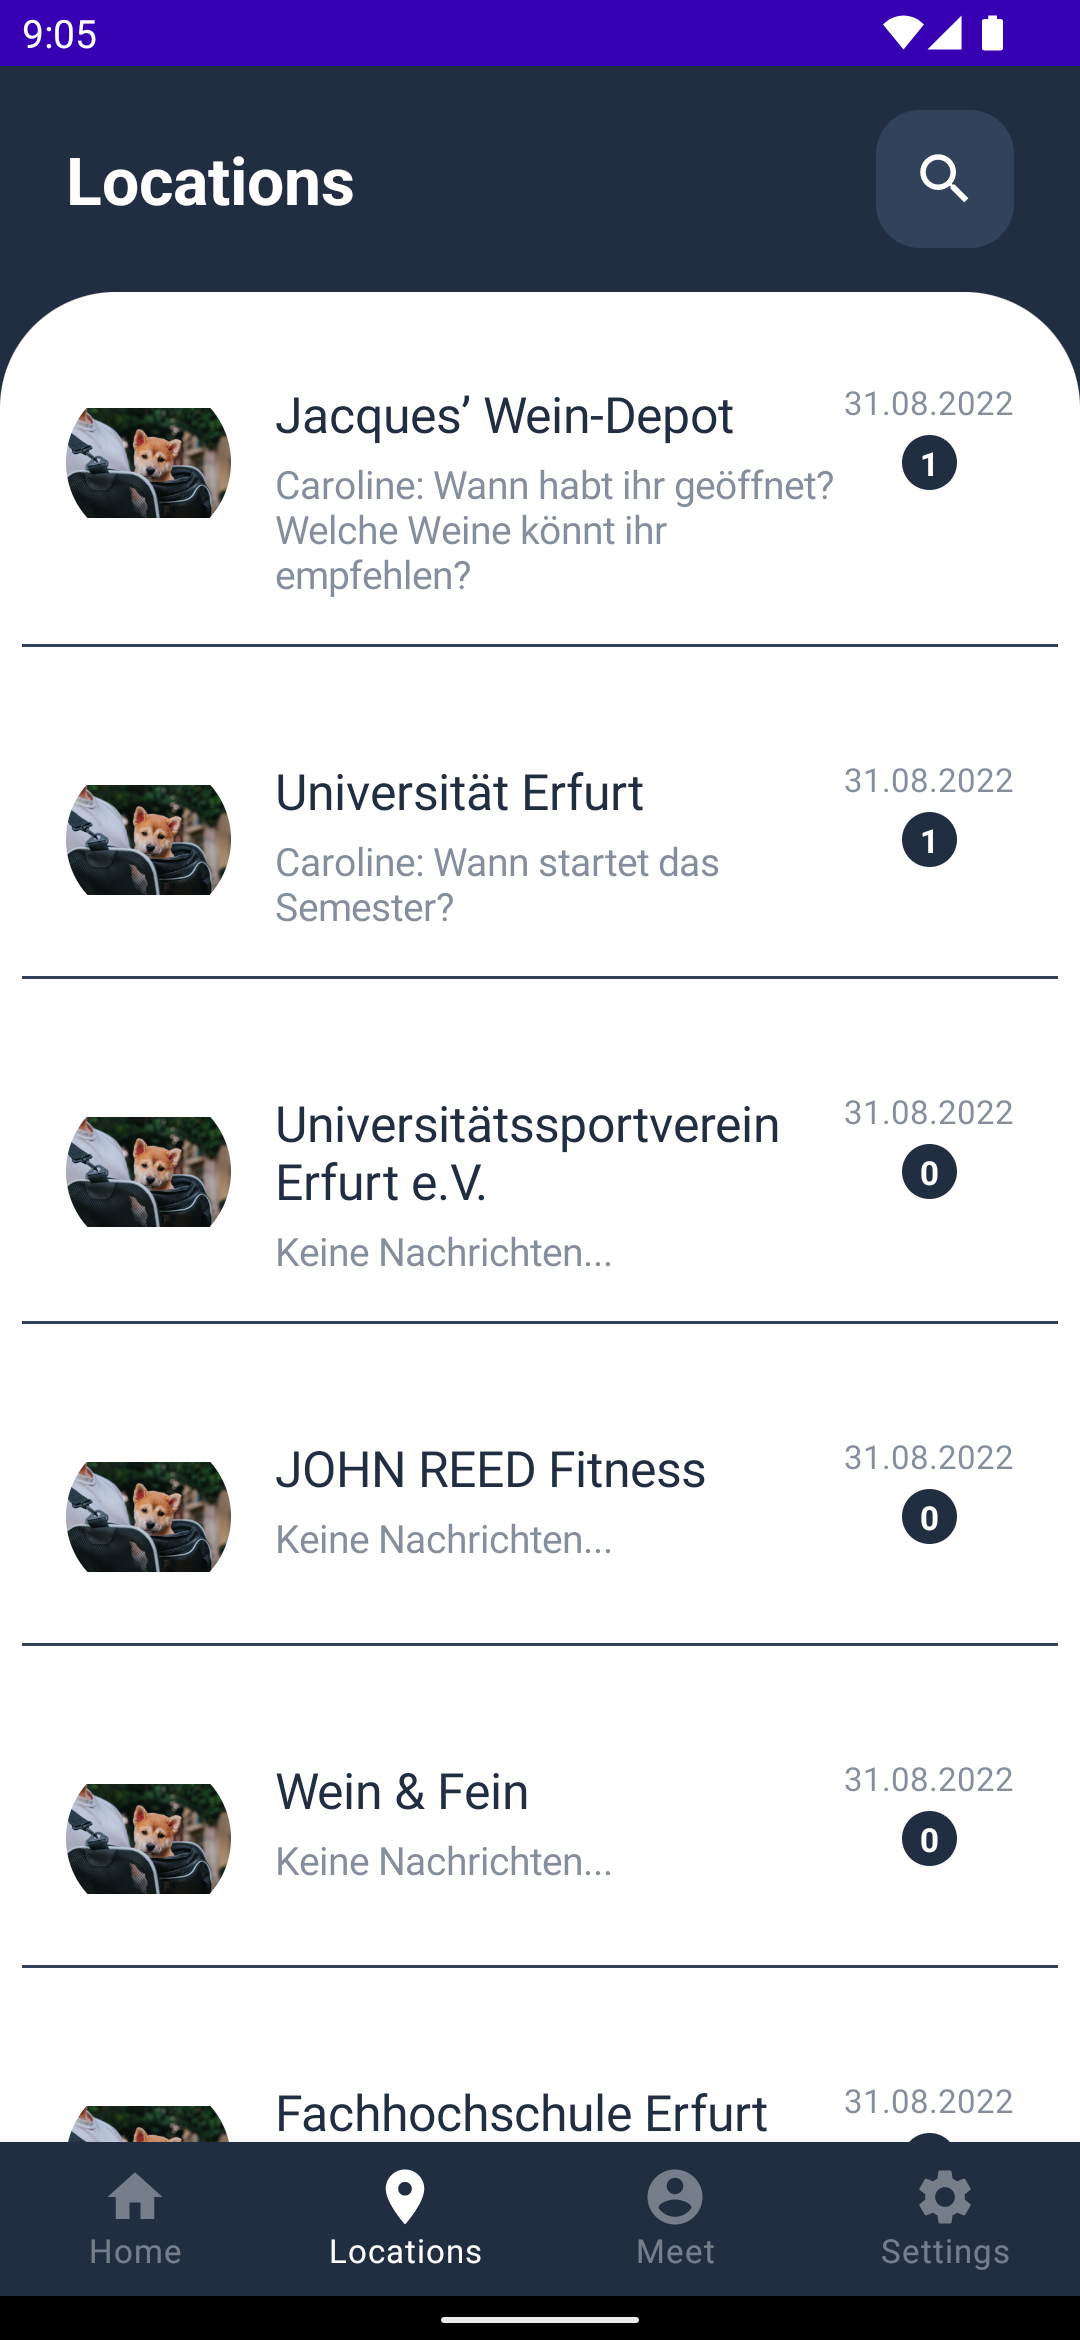 9:05
Locations
Jacques’ Wein-Depot
31.08.2022
1
Caroline: Wann habt ihr geöffnet?
Welche Weine könnt ihr
empfehlen?
Universität Erfurt
31.08.2022
1
Caroline: Wann startet das
Semester?
Universitätssportverein
Erfurt e.V.
31.08.2022
0
Keine Nachrichten...
JOHN REED Fitness
31.08.2022
0
Keine Nachrichten...
Wein & Fein
31.08.2022
0
Keine Nachrichten...
Fachhochschule Erfurt
31.08.2022
Home
Locations
Meet
Settings